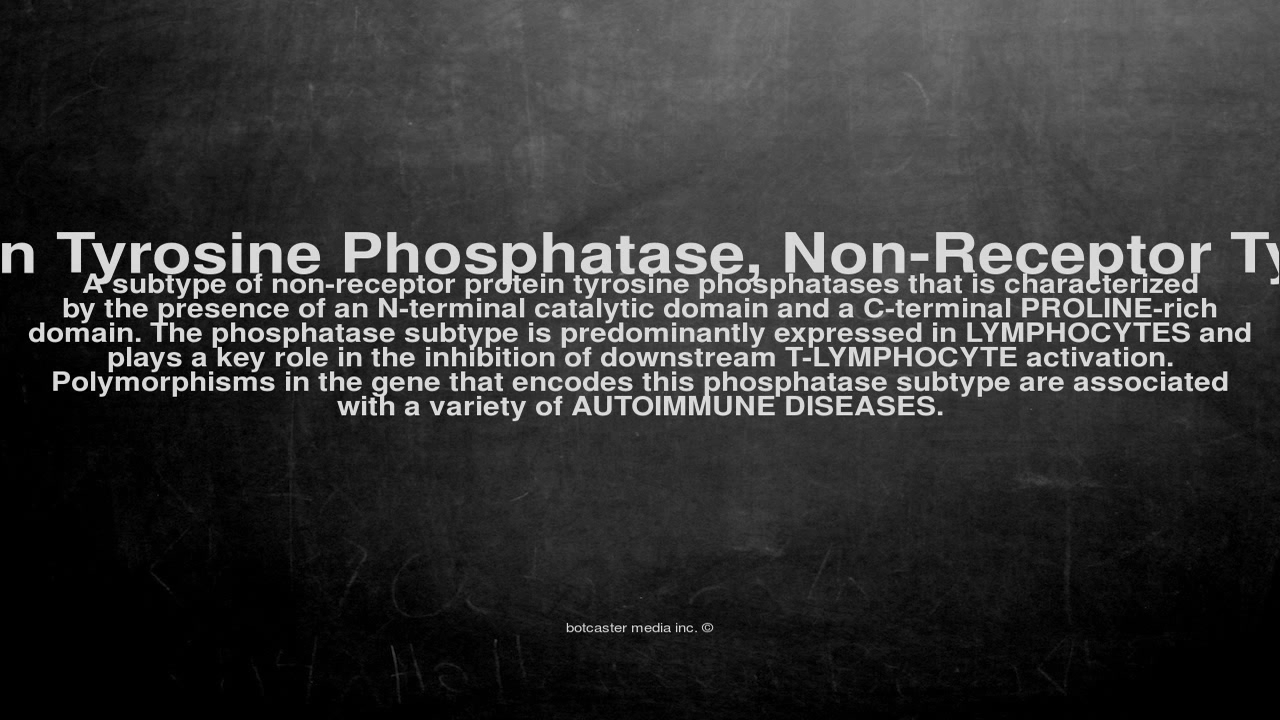 n Tyrosine Phosphatase, Non-Receptor Ty
A subtype of non-receptor protein tyrosine phosphatases that is characterized
by the presence of an N-terminal catalytic domain and a C-terminal PROLINE-rich
domain. The phosphatase subtype is predominantly expressed in LYMPHOCYTES and
plays a key role in the inhibition of downstream T-LYMPHOCYTE activation.
Polymorphisms in the gene that encodes this phosphatase subtype are associated
with a variety of AUTOIMMUNE DISEASES.
botcaster media inc. ©